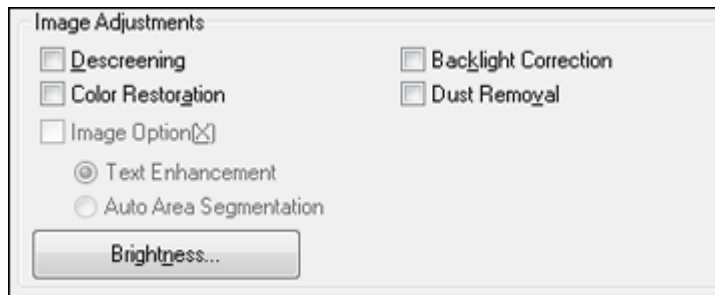 Image Adjustments
Descreening
Backlight Correction
Color Restoration
Dust Removal
Image Option(X)
Text Enhancement
Auto Area Segmentation
Brightness...